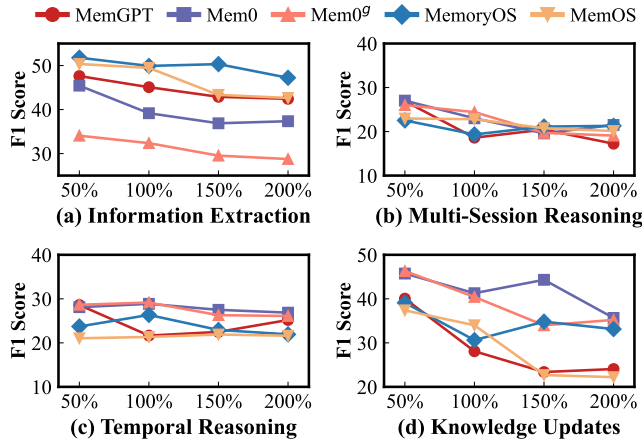 MemGPT Mem0 Mem0^g MemoryOS MemOS
F1 Score
50
40
30
50% 100% 150% 200%
(a) Information Extraction
F1 Score
40
30
20
10
50% 100% 150% 200%
(b) Multi-Session Reasoning
F1 Score
40
30
20
10
50% 100% 150% 200%
(c) Temporal Reasoning
F1 Score
50
40
30
20
50% 100% 150% 200%
(d) Knowledge Updates